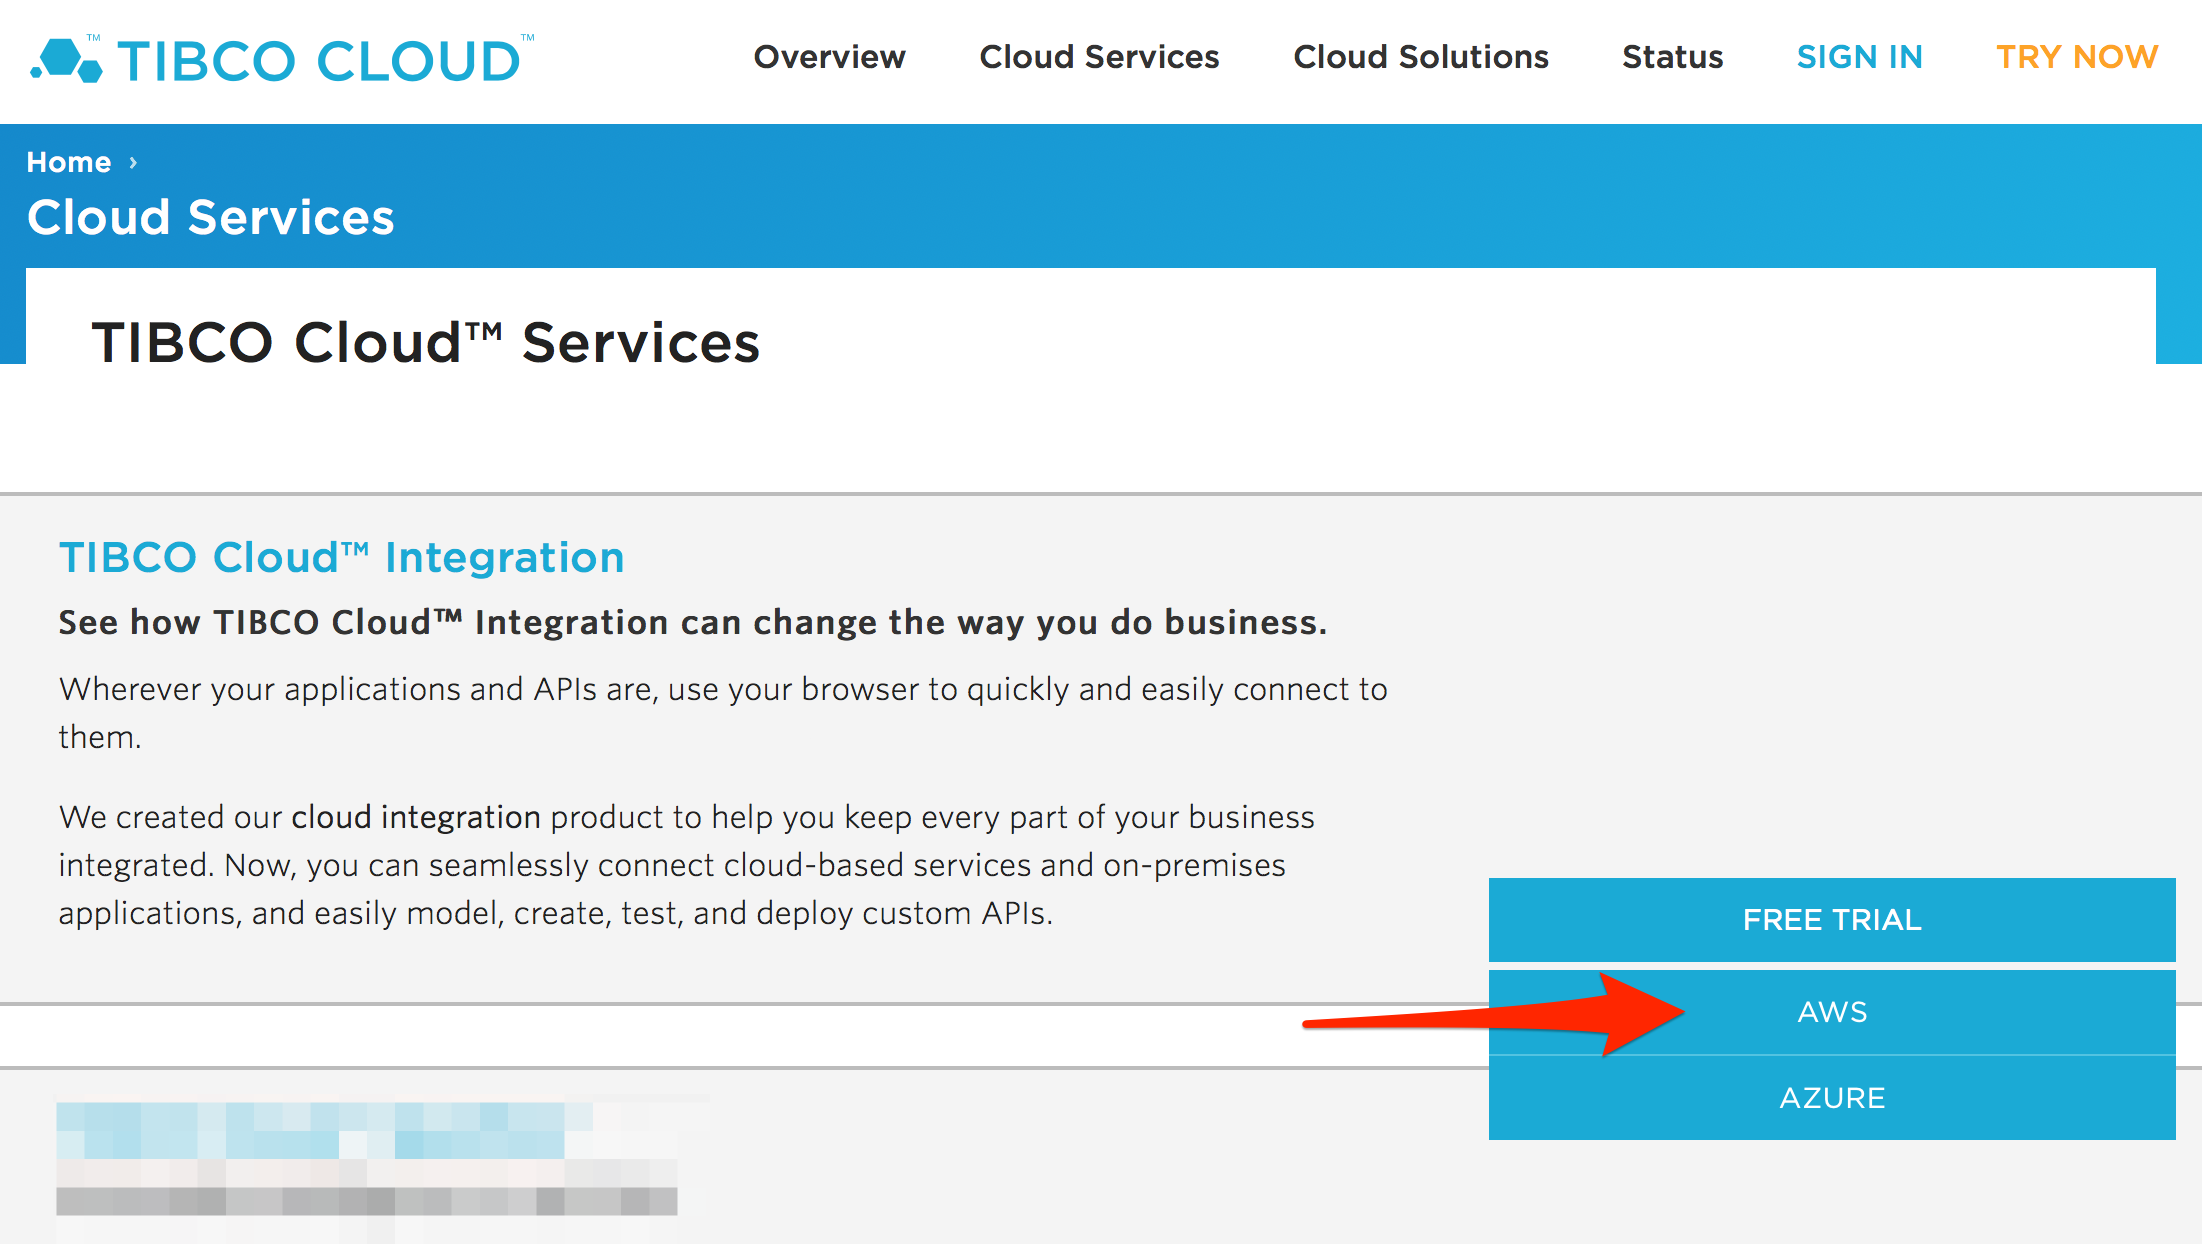 TIBCO CLOUD™
Overview Cloud Services Cloud Solutions Status SIGN IN TRY NOW
Home ›
Cloud Services
TIBCO Cloud™ Services
TIBCO Cloud™ Integration
See how TIBCO Cloud™ Integration can change the way you do business.
Wherever your applications and APIs are, use your browser to quickly and easily connect to
them.
We created our cloud integration product to help you keep every part of your business
integrated. Now, you can seamlessly connect cloud-based services and on-premises
applications, and easily model, create, test, and deploy custom APIs.
FREE TRIAL
AWS
AZURE